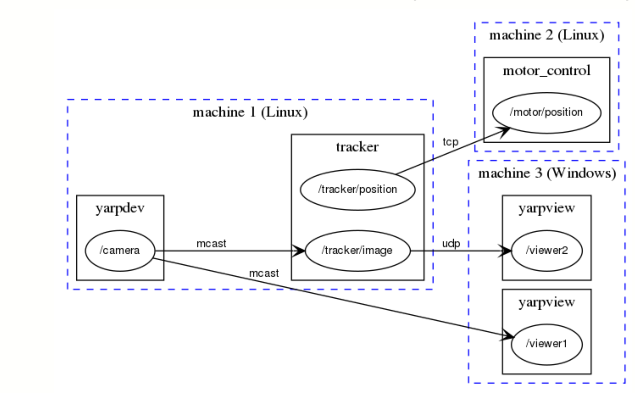 machine 2 (Linux)
motor_control
/motor/position
machine 1 (Linux)
tracker
tcp
/tracker/position
machine 3 (Windows)
yarpdev
yarpview
/camera
mcast
/tracker/image
udp
/viewer2
mcast
yarpview
/viewer1